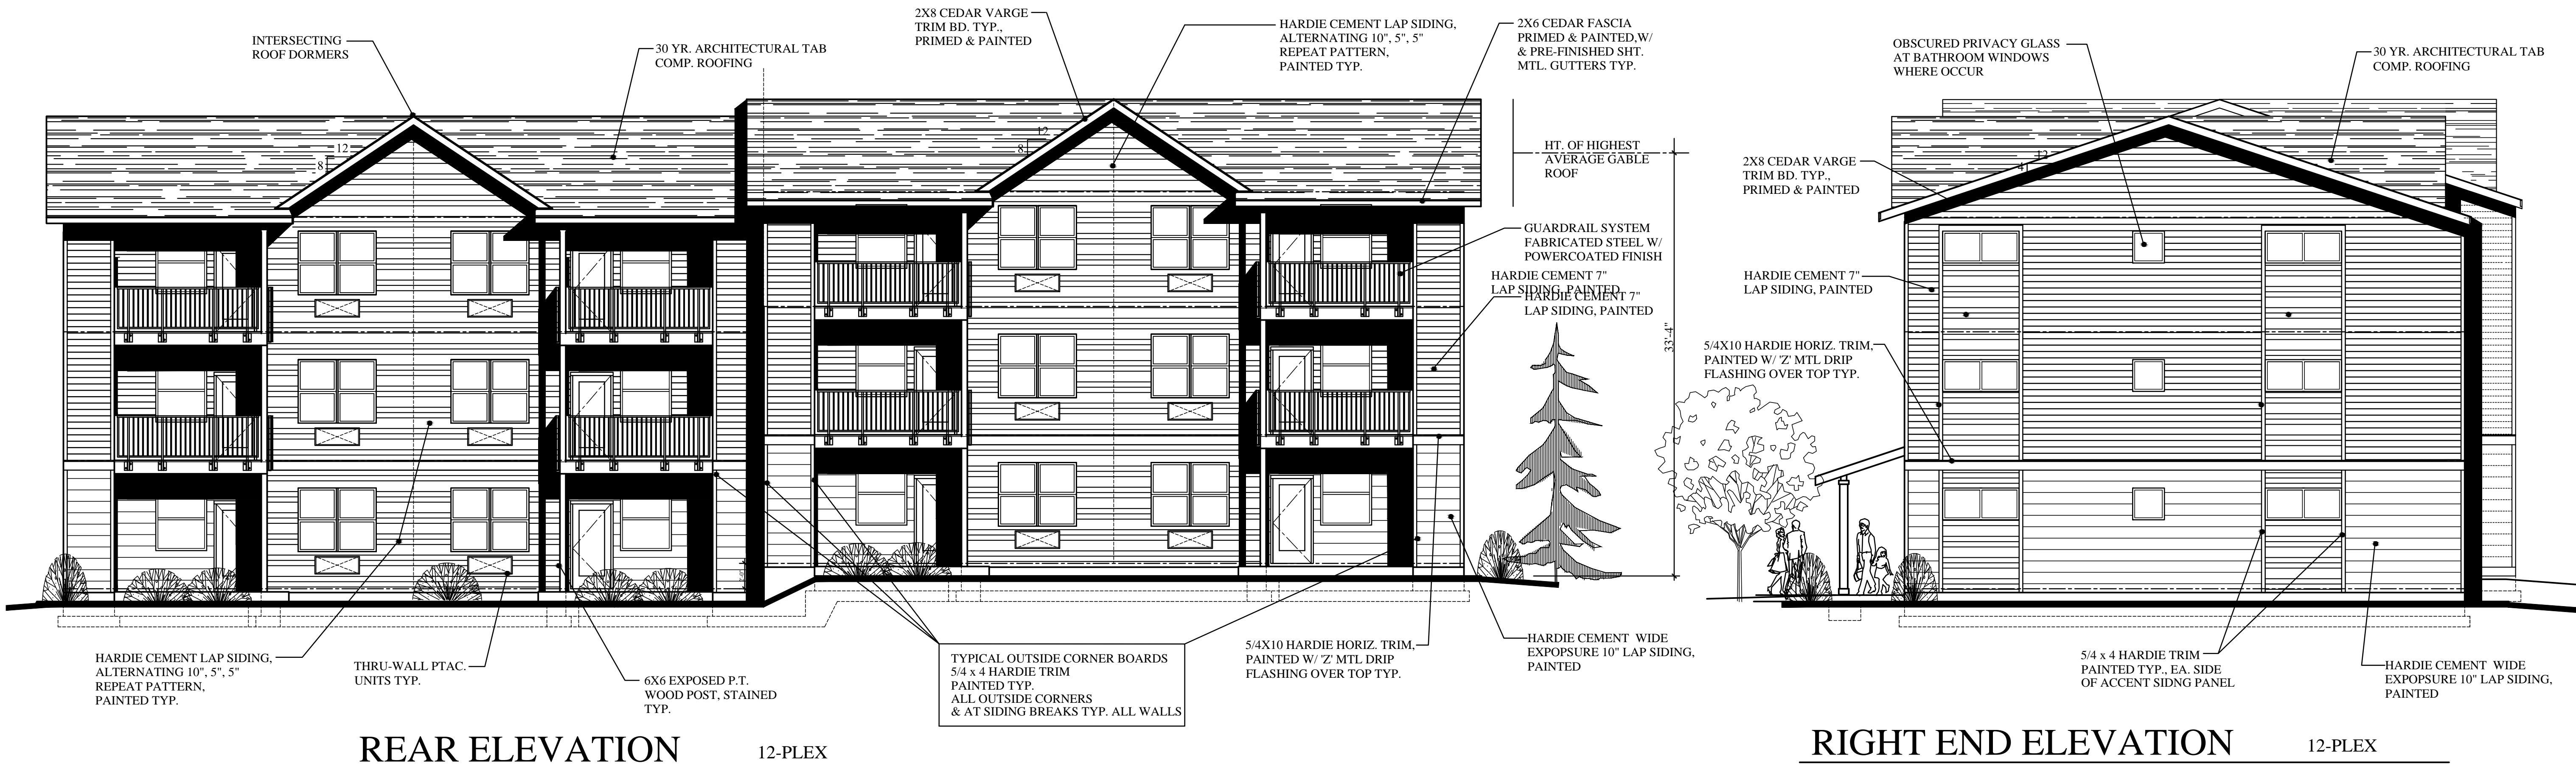 INTERSECTING
ROOF DORMERS
30 YR. ARCHITECTURAL TAB
COMP. ROOFING
2X8 CEDAR VARGE
TRIM BD. TYP.,
PRIMED & PAINTED
HARDIE CEMENT LAP SIDING,
ALTERNATING 10", 5", 5"
REPEAT PATTERN,
PAINTED TYP.
2X6 CEDAR FASCIA
PRIMED & PAINTED,W/
& PRE-FINISHED SHT.
MTL. GUTTERS TYP.
12
8
12
8
HT. OF HIGHEST
AVERAGE GABLE
ROOF
GUARDRAIL SYSTEM
FABRICATED STEEL W/
POWERCOATED FINISH
HARDIE CEMENT 7"
LAP SIDING, PAINTED
HARDIE CEMENT 7"
LAP SIDING, PAINTED
33'-4"
HARDIE CEMENT LAP SIDING,
ALTERNATING 10", 5", 5"
REPEAT PATTERN,
PAINTED TYP.
THRU-WALL PTAC.
UNITS TYP.
6X6 EXPOSED P.T.
WOOD POST, STAINED
TYP.
TYPICAL OUTSIDE CORNER BOARDS
5/4 x 4 HARDIE TRIM
PAINTED TYP.
ALL OUTSIDE CORNERS
& AT SIDING BREAKS TYP. ALL WALLS
5/4X10 HARDIE HORIZ. TRIM,
PAINTED W/ 'Z' MTL DRIP
FLASHING OVER TOP TYP.
HARDIE CEMENT WIDE
EXPOPSURE 10" LAP SIDING,
PAINTED
REAR ELEVATION
12-PLEX
OBSCURED PRIVACY GLASS
AT BATHROOM WINDOWS
WHERE OCCUR
30 YR. ARCHITECTURAL TAB
COMP. ROOFING
2X8 CEDAR VARGE
TRIM BD. TYP.,
PRIMED & PAINTED
12
4
HARDIE CEMENT 7"
LAP SIDING, PAINTED
5/4X10 HARDIE HORIZ. TRIM,
PAINTED W/ 'Z' MTL DRIP
FLASHING OVER TOP TYP.
5/4 x 4 HARDIE TRIM
PAINTED TYP., EA. SIDE
OF ACCENT SIDNG PANEL
HARDIE CEMENT WIDE
EXPOPSURE 10" LAP SIDING,
PAINTED
RIGHT END ELEVATION
12-PLEX